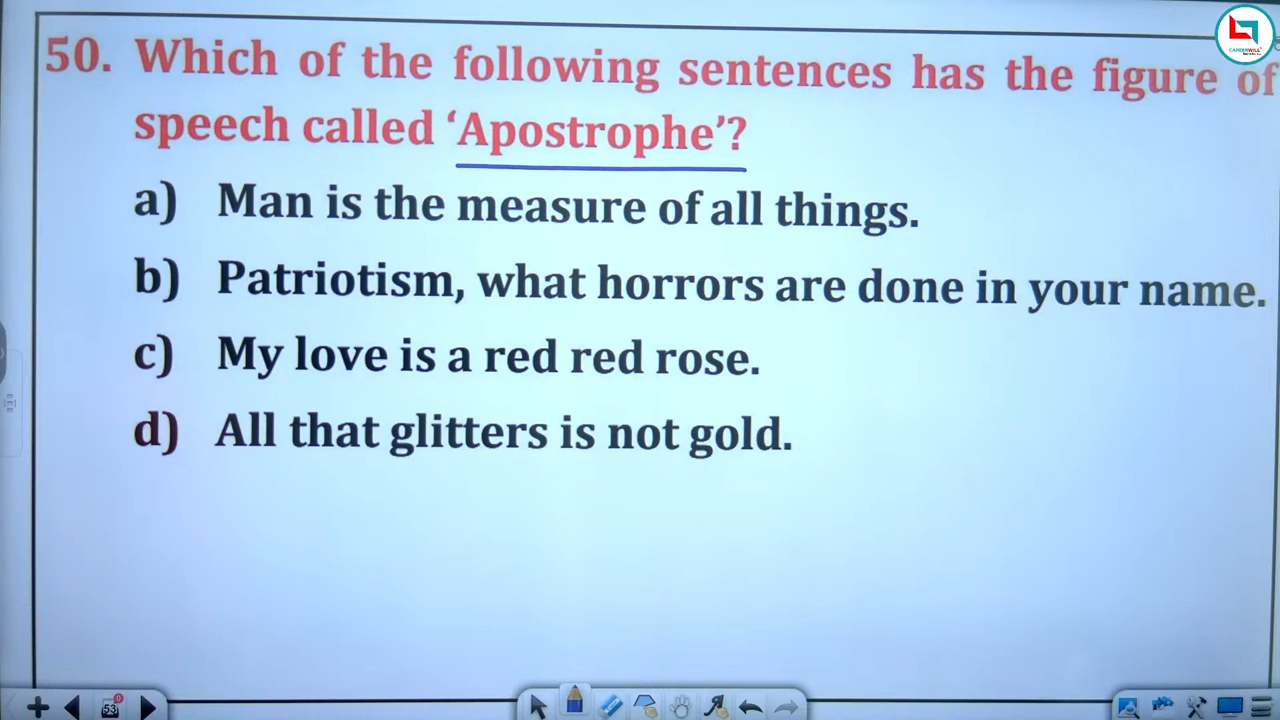 CAREERWILL
50. Which of the following sentences has the figure of
speech called ‘Apostrophe’?
a) Man is the measure of all things.
b) Patriotism, what horrors are done in your name.
c) My love is a red red rose.
d) All that glitters is not gold.
53